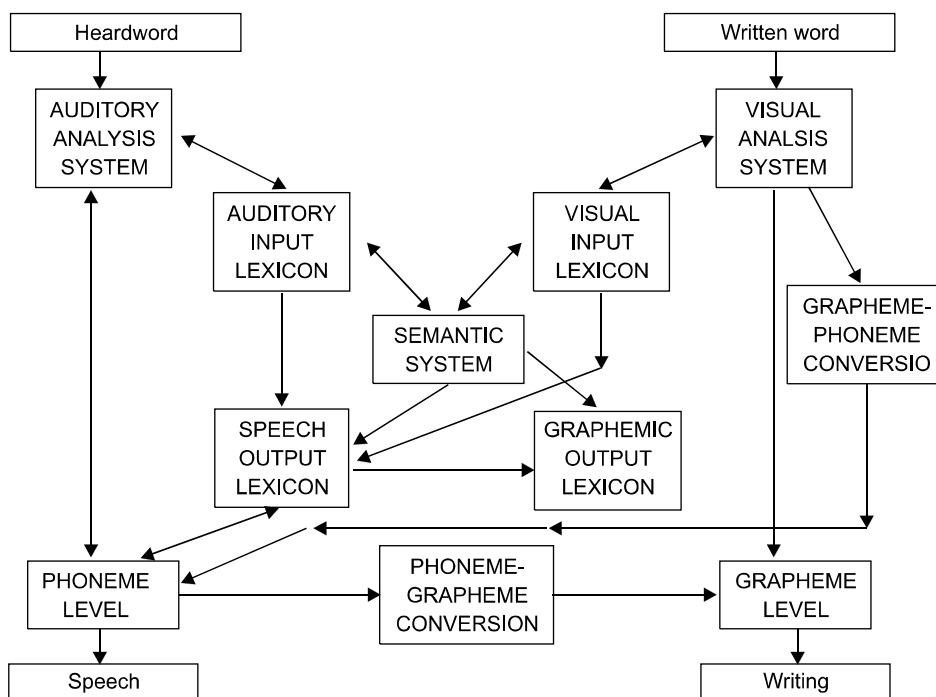 Heardword
Written word
AUDITORY
ANALYSIS
SYSTEM
VISUAL
ANALSIS
SYSTEM
AUDITORY
INPUT
LEXICON
VISUAL
INPUT
LEXICON
GRAPHEME-
PHONEME
CONVERSIO
SEMANTIC
SYSTEM
SPEECH
OUTPUT
LEXICON
GRAPHEMIC
OUTPUT
LEXICON
PHONEME
LEVEL
PHONEME-
GRAPHEME
CONVERSION
GRAPHEME
LEVEL
Speech
Writing